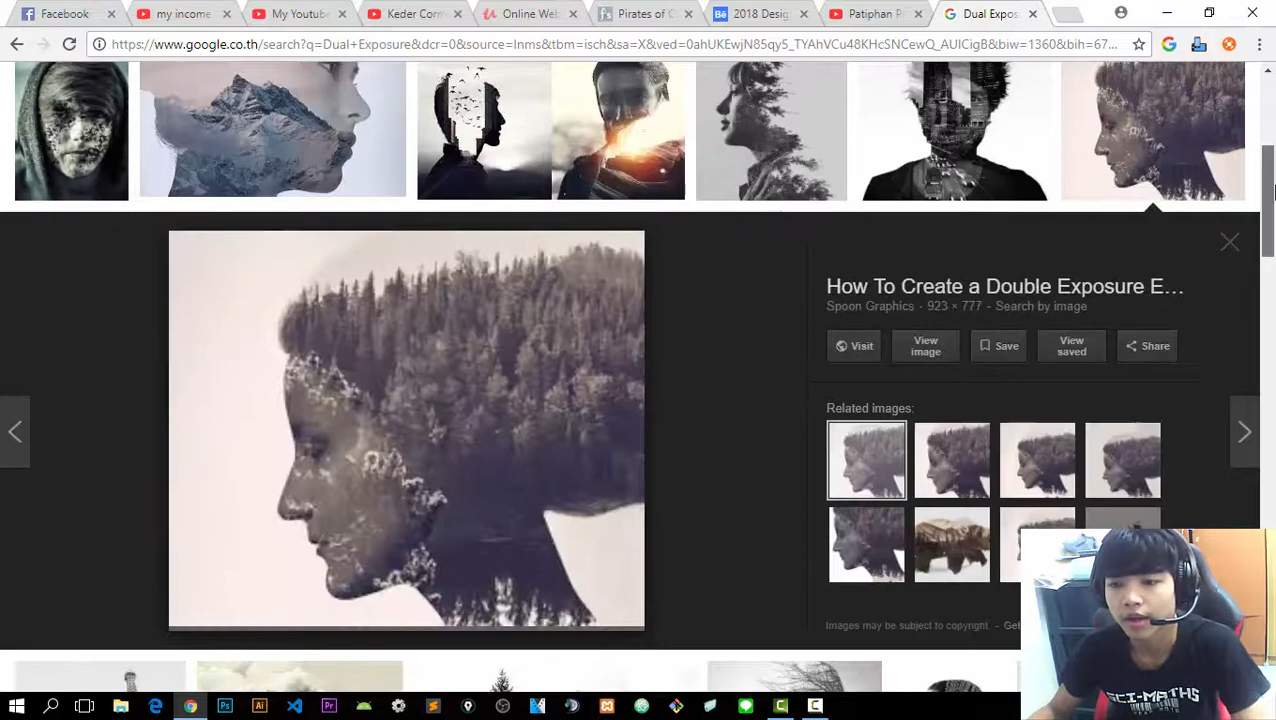 Facebook
my income
My Youtube
Keder Corm
Online Web
Pirates of C
2018 Desig
Patiphan P
Dual Expos
https://www.google.co.th/search?q=Dual+Exposure&dcr=0&source=lnms&tbm=isch&sa=X&ved=0ahUKEwjN85qy5_TYAhVCu48KHcSNCewQ_AUICigB&biw=1360&bih=67...
How To Create a Double Exposure E...
Spoon Graphics - 923 × 777 - Search by image
Visit
View image
Save
View saved
Share
Related images:
Images may be subject to copyright. - Get
SCI-MATHS